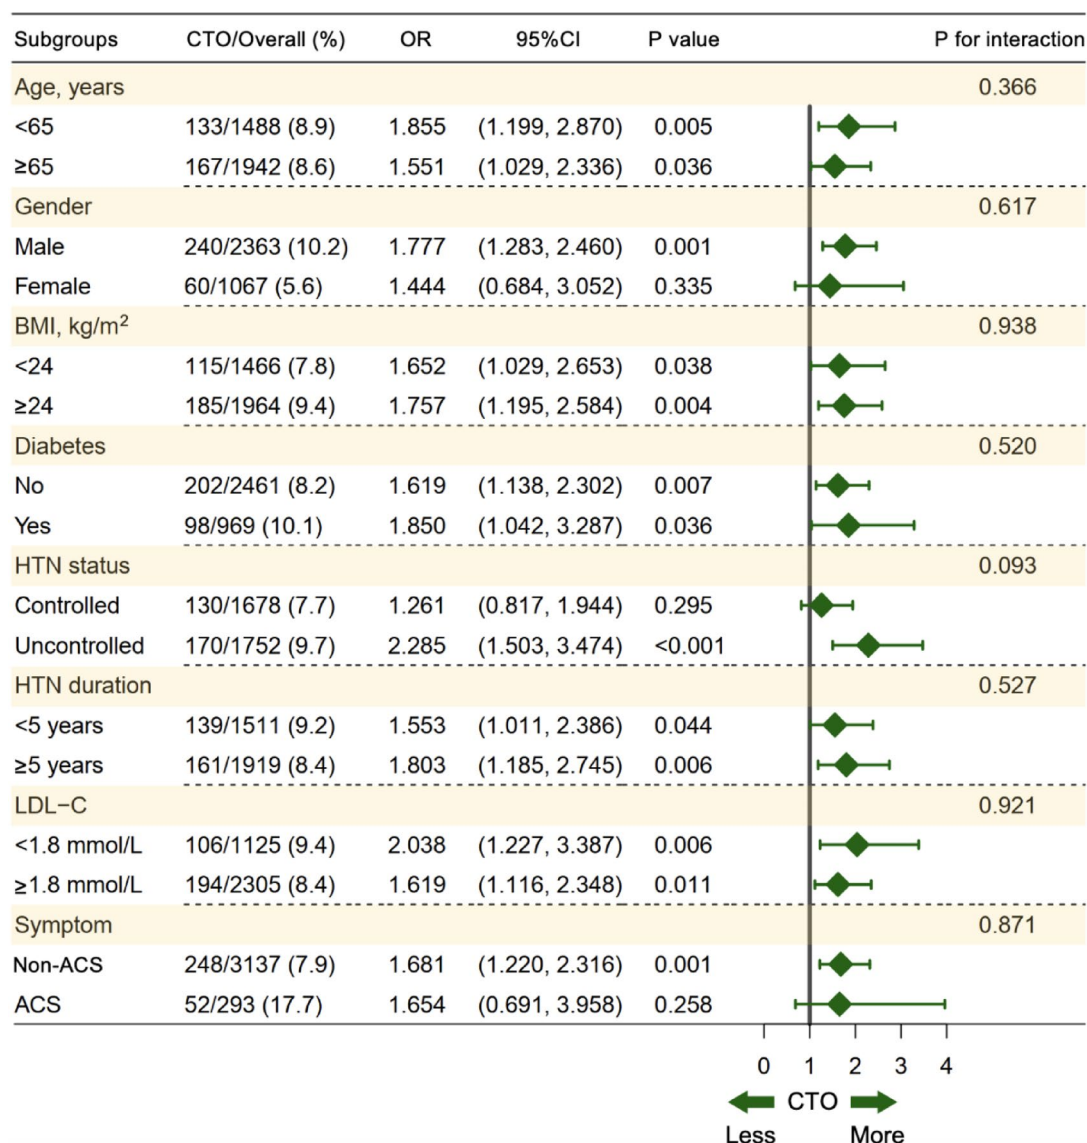 Subgroups CTO/Overall (%) OR 95%CI P value P for interaction
Age, years 0.366
<65 133/1488 (8.9) 1.855 (1.199, 2.870) 0.005
≥65 167/1942 (8.6) 1.551 (1.029, 2.336) 0.036
Gender 0.617
Male 240/2363 (10.2) 1.777 (1.283, 2.460) 0.001
Female 60/1067 (5.6) 1.444 (0.684, 3.052) 0.335
BMI, kg/m² 0.938
<24 115/1466 (7.8) 1.652 (1.029, 2.653) 0.038
≥24 185/1964 (9.4) 1.757 (1.195, 2.584) 0.004
Diabetes 0.520
No 202/2461 (8.2) 1.619 (1.138, 2.302) 0.007
Yes 98/969 (10.1) 1.850 (1.042, 3.287) 0.036
HTN status 0.093
Controlled 130/1678 (7.7) 1.261 (0.817, 1.944) 0.295
Uncontrolled 170/1752 (9.7) 2.285 (1.503, 3.474) <0.001
HTN duration 0.527
<5 years 139/1511 (9.2) 1.553 (1.011, 2.386) 0.044
≥5 years 161/1919 (8.4) 1.803 (1.185, 2.745) 0.006
LDL−C 0.921
<1.8 mmol/L 106/1125 (9.4) 2.038 (1.227, 3.387) 0.006
≥1.8 mmol/L 194/2305 (8.4) 1.619 (1.116, 2.348) 0.011
Symptom 0.871
Non-ACS 248/3137 (7.9) 1.681 (1.220, 2.316) 0.001
ACS 52/293 (17.7) 1.654 (0.691, 3.958) 0.258
0 1 2 3 4
CTO
Less More